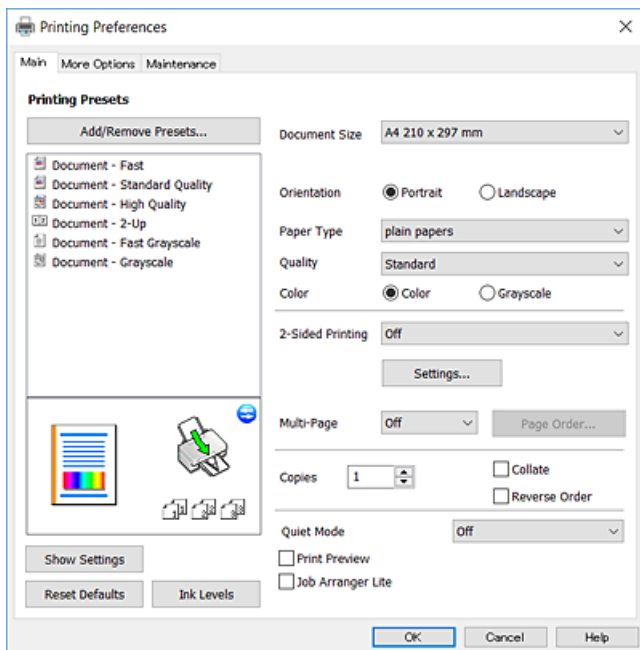 Printing Preferences
Main More Options Maintenance
Printing Presets
Add/Remove Presets...
Document - Fast
Document - Standard Quality
Document - High Quality
Document - 2-Up
Document - Fast Grayscale
Document - Grayscale
Show Settings
Reset Defaults Ink Levels
Document Size A4 210 x 297 mm
Orientation Portrait Landscape
Paper Type plain papers
Quality Standard
Color Color Grayscale
2-Sided Printing Off
Settings...
Multi-Page Off Page Order...
Copies 1 Collate
Reverse Order
Quiet Mode Off
Print Preview
Job Arranger Lite
OK Cancel Help